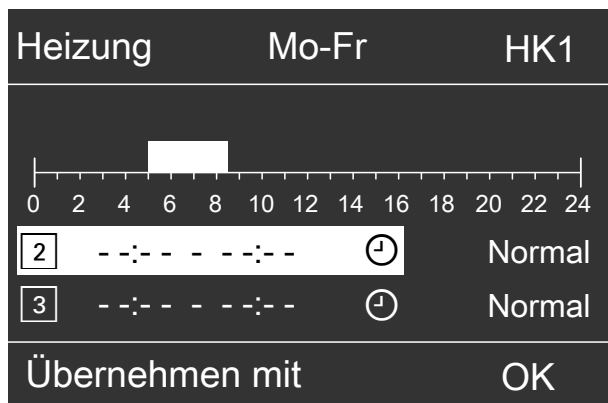 Heizung Mo-Fr HK1
0 2 4 6 8 10 12 14 16 18 20 22 24
2 - -:- - - - -:- - Normal
3 - -:- - - - -:- - Normal
Übernehmen mit OK